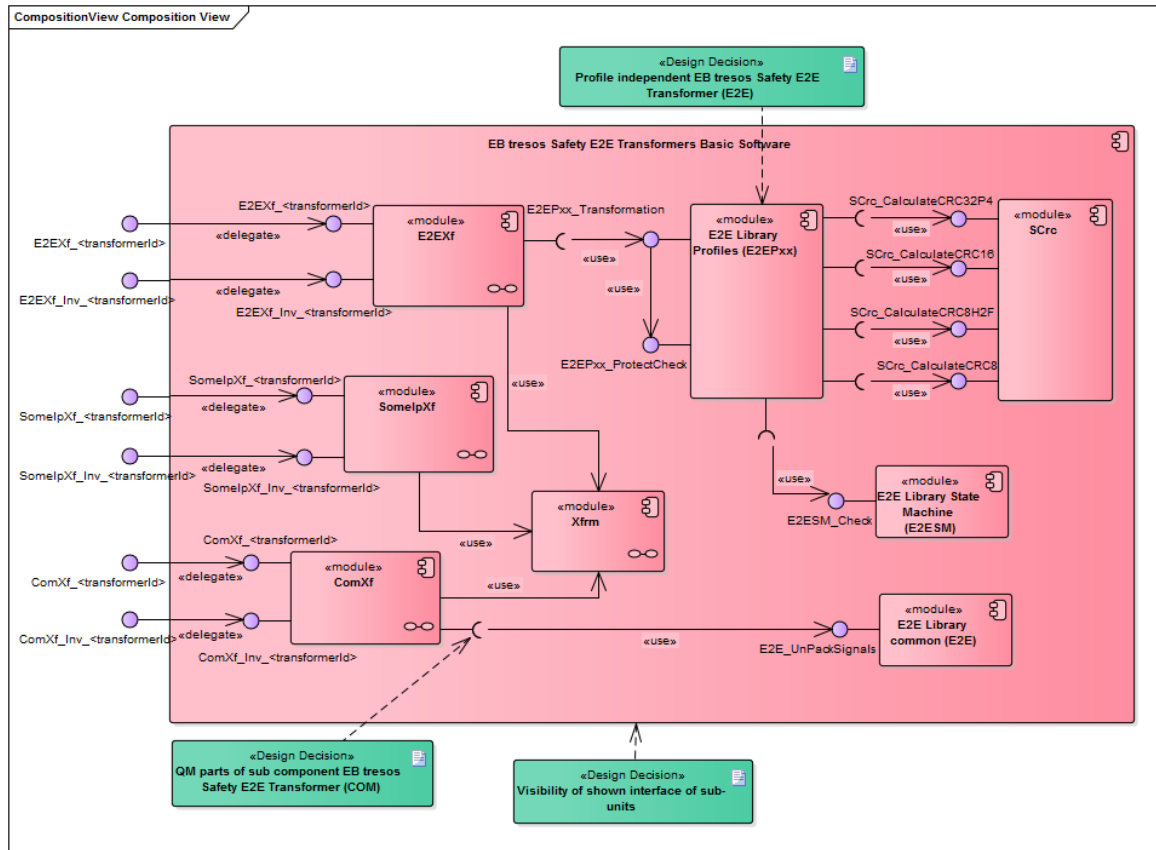 CompositionView Composition View
«Design Decision»
Profile independent EB tresos Safety E2E
Transformer (E2E)
EB tresos Safety E2E Transformers Basic Software
E2EXf_<transformerId>
«delegate»
E2EXf_<transformerId>
«delegate»
E2EXf_Inv_<transformerId>
E2EXf_Inv_<transformerId>
«module»
E2EXf
E2EPxx_Transformation
«use»
«use»
E2EPxx_ProtectCheck
«module»
E2E Library
Profiles (E2EPxx)
SCrc_CalculateCRC32P4
«use»
SCrc_CalculateCRC16
«use»
SCrc_CalculateCRC8H2F
«use»
SCrc_CalculateCRC8
«use»
«module»
SCrc
«use»
SomeIpXf_<transformerId>
«delegate»
SomeIpXf_<transformerId>
«delegate»
SomeIpXf_Inv_<transformerId>
SomeIpXf_Inv_<transformerId>
«module»
SomeIpXf
«use»
«module»
Xfrm
«use»
E2ESM_Check
«module»
E2E Library State
Machine
(E2ESM)
ComXf_<transformerId>
«delegate»
ComXf_<transformerId>
«delegate»
ComXf_Inv_<transformerId>
ComXf_Inv_<transformerId>
«module»
ComXf
«use»
«use»
E2E_UnPackSignals
«module»
E2E Library
common (E2E)
«Design Decision»
QM parts of sub component EB tresos
Safety E2E Transformer (COM)
«Design Decision»
Visibility of shown interface of sub-
units